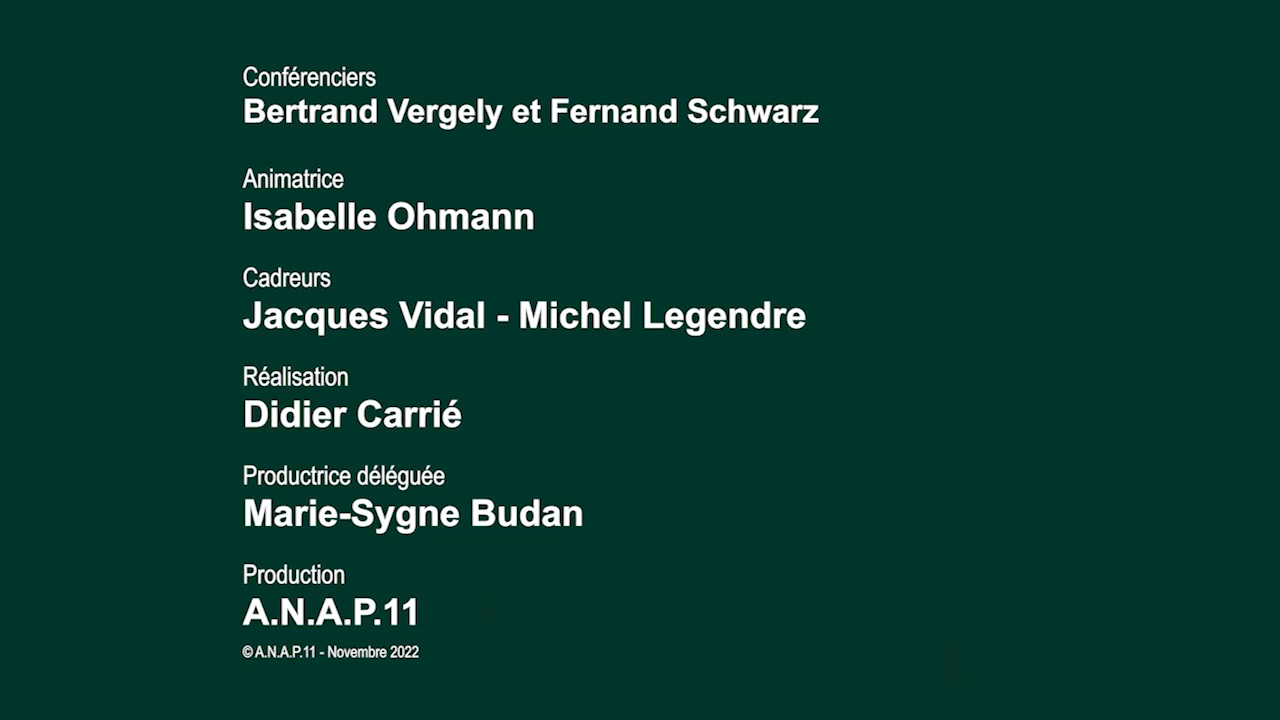 Conférenciers
Bertrand Vergely et Fernand Schwarz
Animatrice
Isabelle Ohmann
Cadreurs
Jacques Vidal - Michel Legendre
Réalisation
Didier Carrié
Productrice déléguée
Marie-Sygne Budan
Production
A.N.A.P.11
© A.N.A.P.11 - Novembre 2022